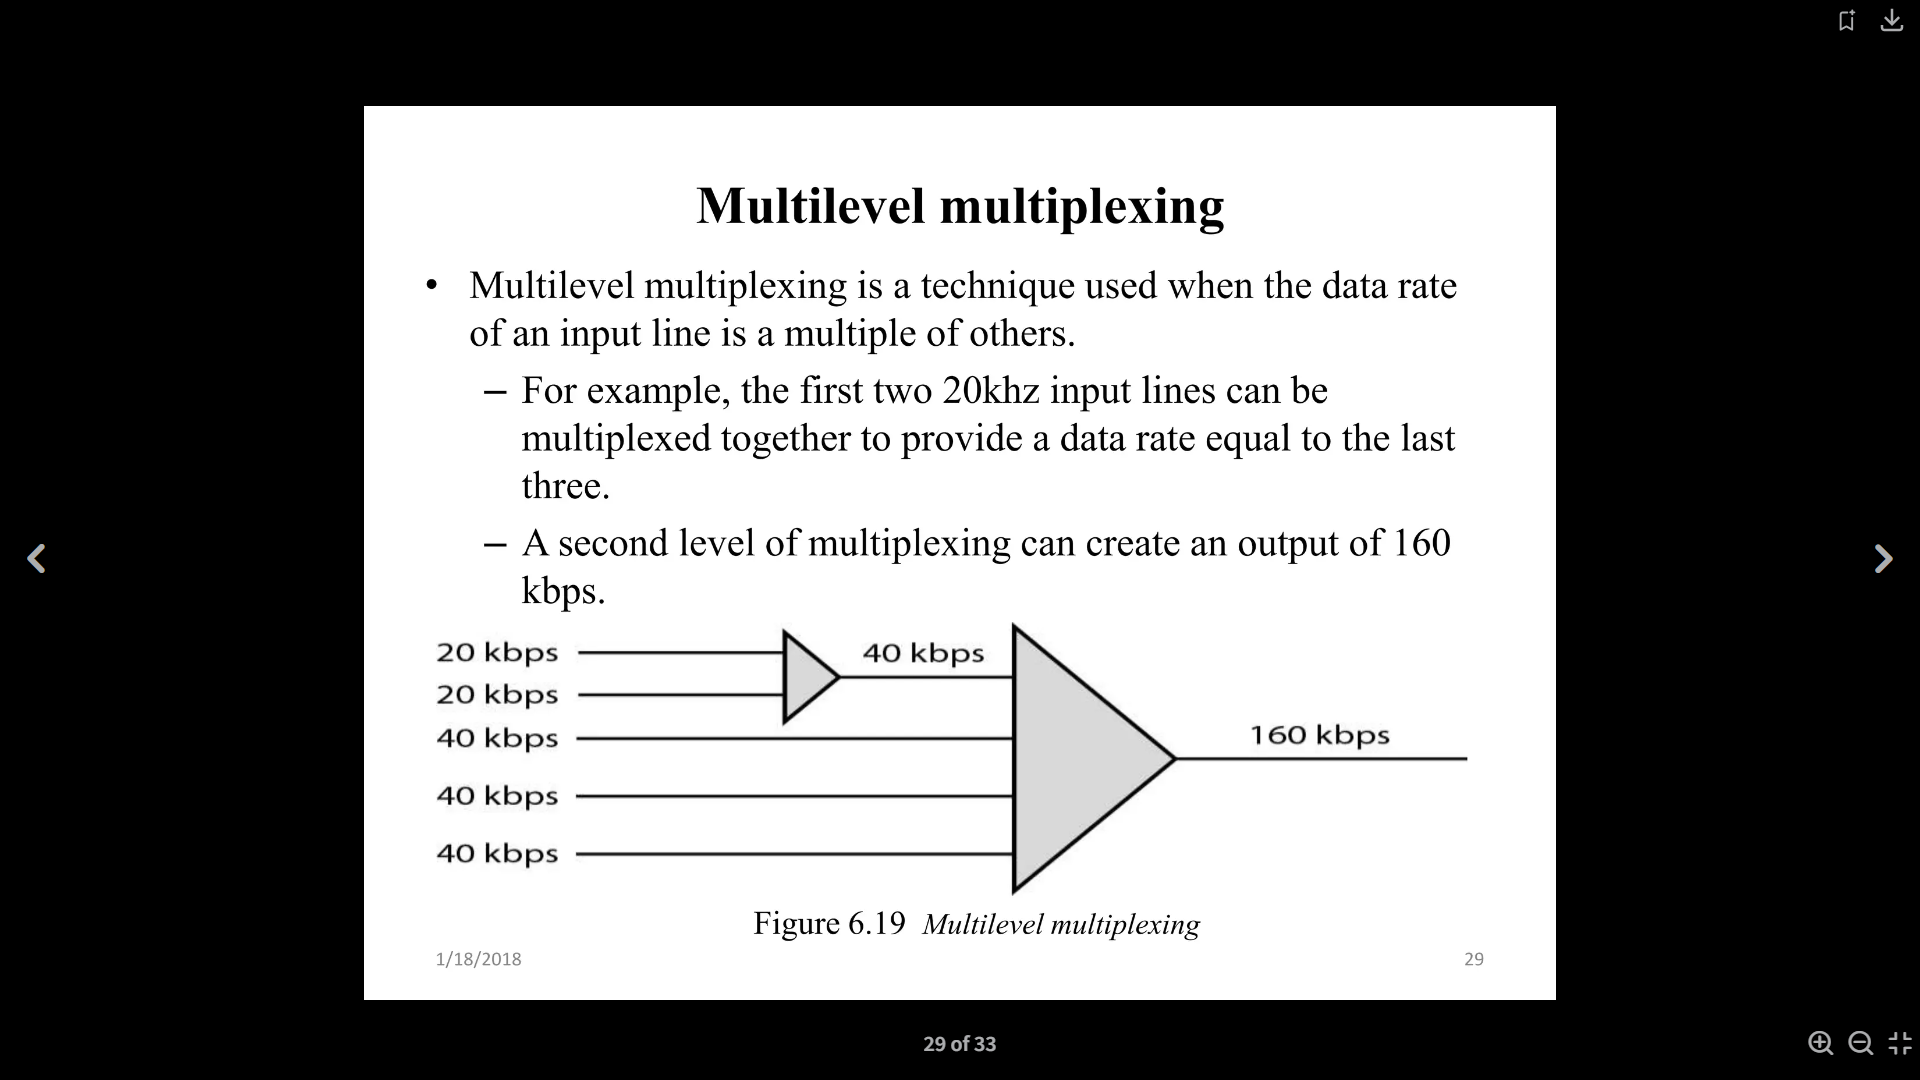 Multilevel multiplexing
• Multilevel multiplexing is a technique used when the data rate
of an input line is a multiple of others.
– For example, the first two 20khz input lines can be
multiplexed together to provide a data rate equal to the last
three.
– A second level of multiplexing can create an output of 160
kbps.
20 kbps
40 kbps
20 kbps
40 kbps
160 kbps
40 kbps
40 kbps
Figure 6.19 Multilevel multiplexing
1/18/2018
29
29 of 33